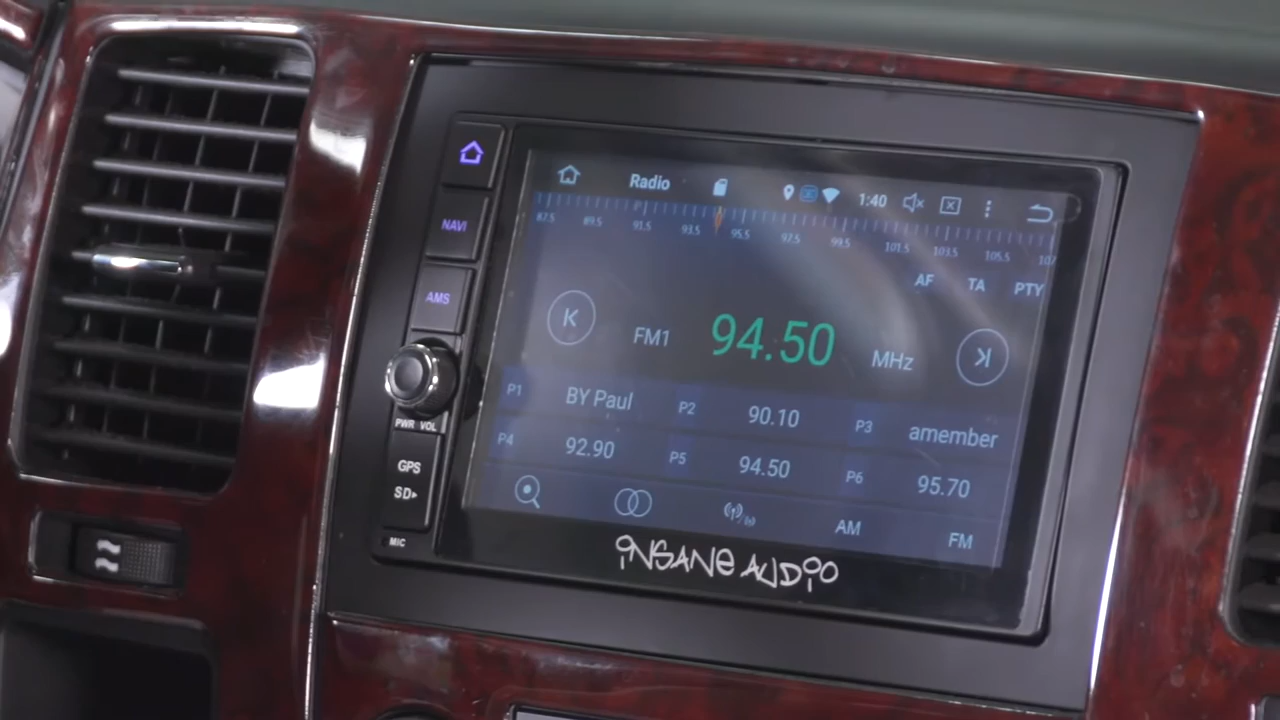 Radio 1:40
87.5 89.5 91.5 93.5 95.5 97.5 99.5 101.5 103.5 105.5 107
AF TA PTY
FM1 94.50 MHz
P1 BY Paul P2 90.10 P3 amember
P4 92.90 P5 94.50 P6 95.70
AM FM
NAVI
AMS
PWR VOL
GPS
SD
MIC
INSANE AUDIO